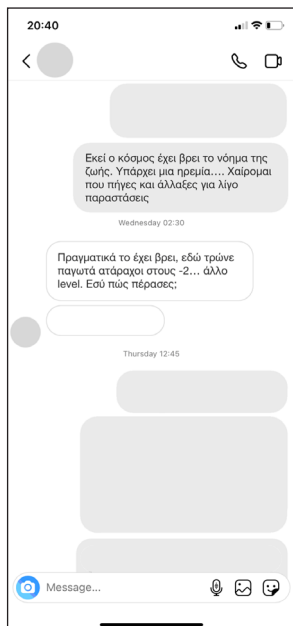 20:40
Εκεί ο κόσμος έχει βρει το νόημα της
ζωής. Υπάρχει μια ηρεμία…. Χαίρομαι
που πήγες και άλλαξες για λίγο
παραστάσεις
Wednesday 02:30
Πραγματικά το έχει βρει, εδώ τρώνε
παγωτά ατάραχοι στους -2… άλλο
level. Εσύ πώς πέρασες;
Thursday 12:45
Message...